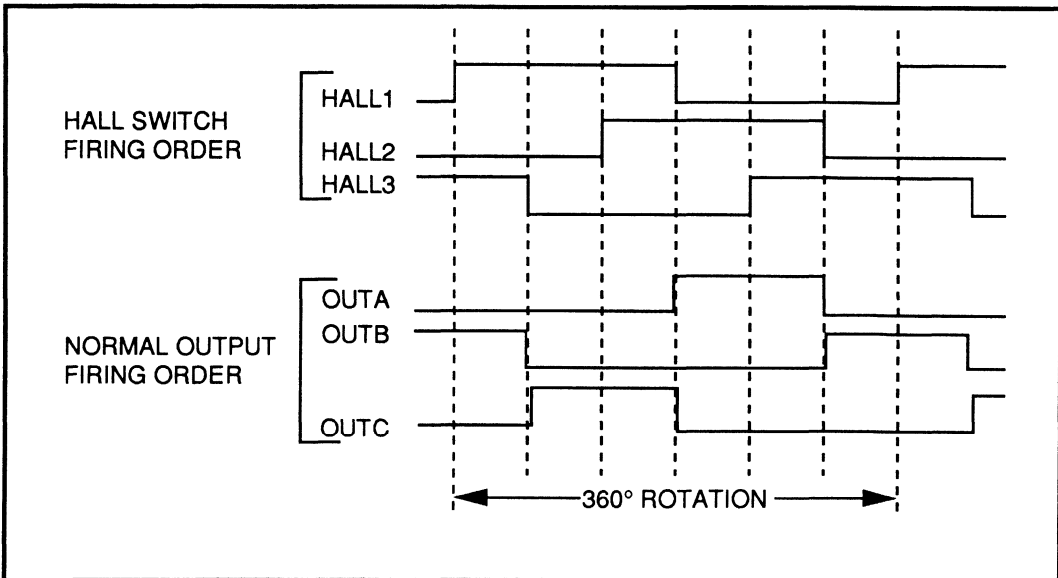 HALL SWITCH
FIRING ORDER
HALL1
HALL2
HALL3
NORMAL OUTPUT
FIRING ORDER
OUTA
OUTB
OUTC
360° ROTATION